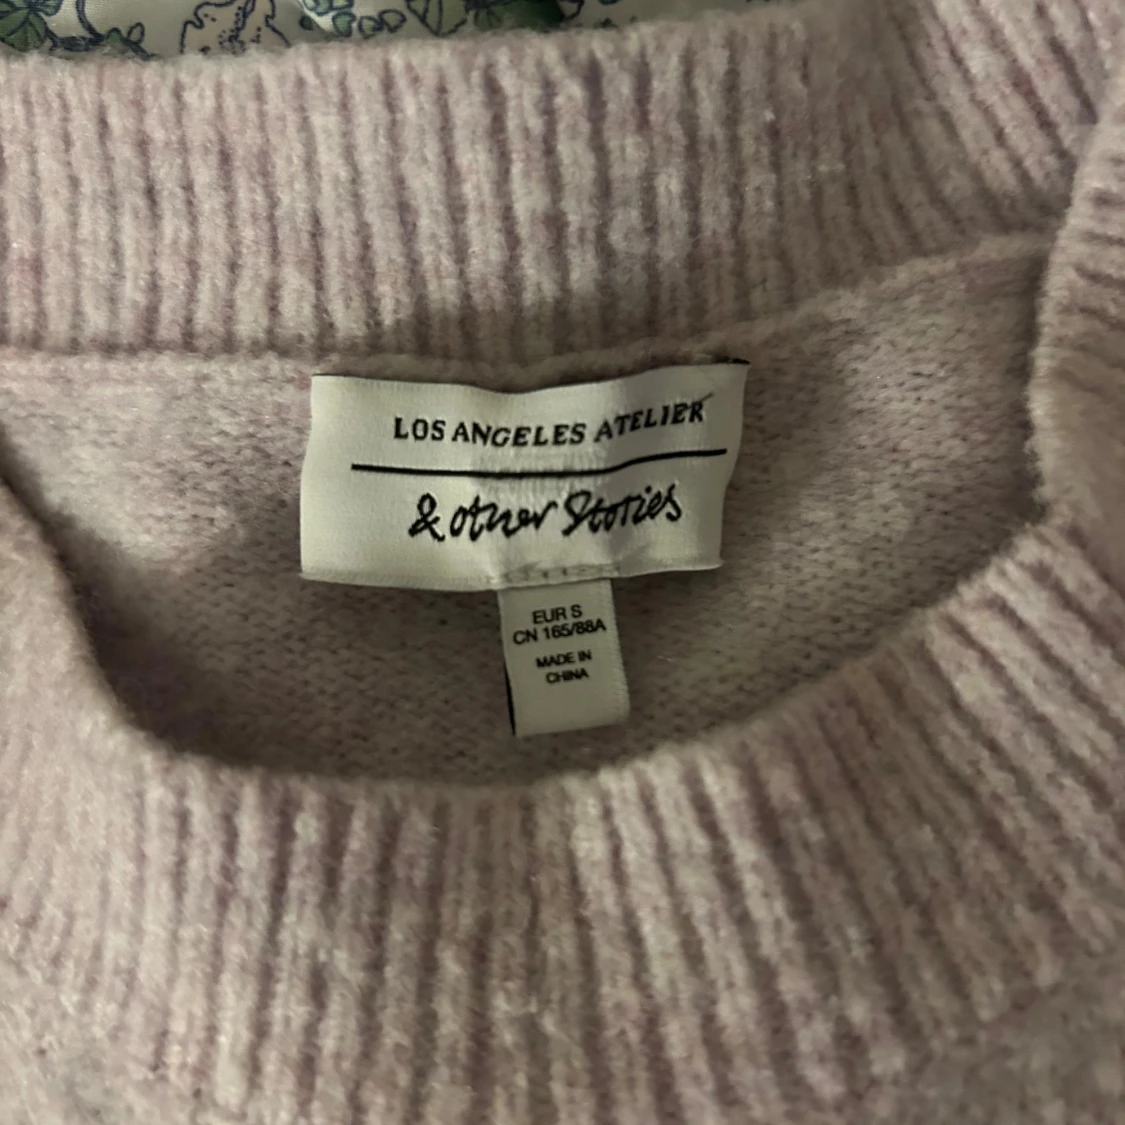 LOS ANGELES ATELIER
& other Stories
EUR S
CN 165/88A
MADE IN
CHINA